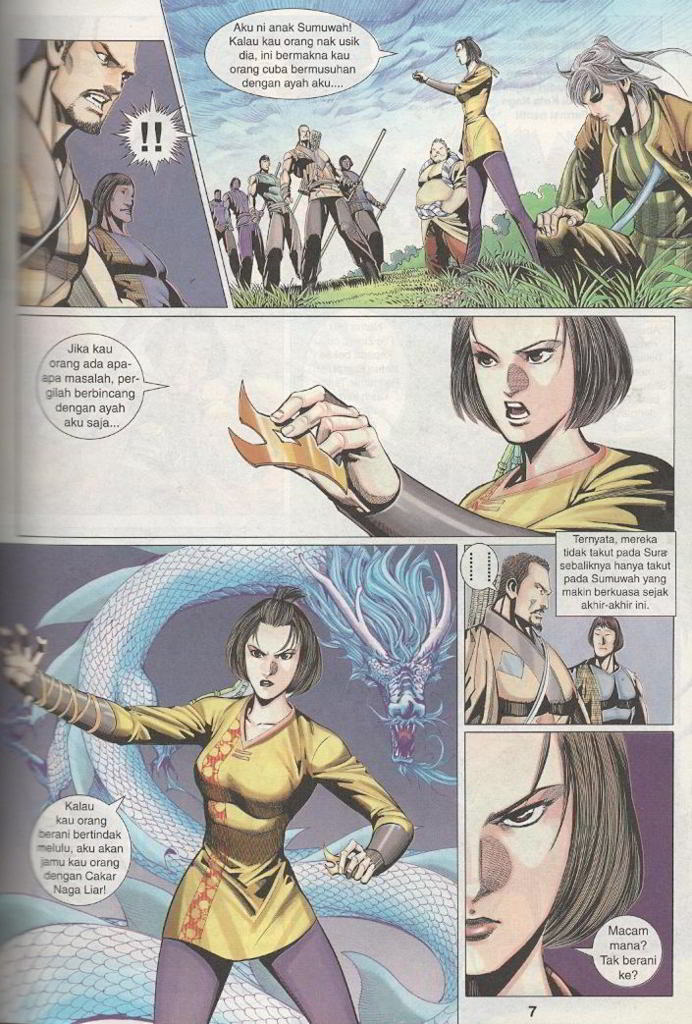 !!
Aku ni anak Sumuwah!
Kalau kau orang nak usik
dia, ini bermakna kau
orang cuba bermusuhan
dengan ayah aku....
Jika kau
orang ada apa-
apa masalah, per-
gilah berbincang
dengan ayah
aku saja...
Kalau
kau orang
berani bertindak
melulu, aku akan
jamu kau orang
dengan Cakar
Naga Liar!
Ternyata, mereka
tidak takut pada Sura
sebaliknya hanya takut
pada Sumuwah yang
makin berkuasa sejak
akhir-akhir ini.
Macam
mana?
Tak berani
ke?
7